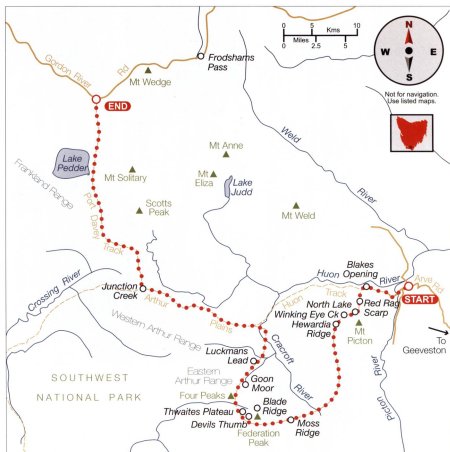 0 5 10
Kms
Miles
0 2.5 5
N
W E
S
Not for navigation.
Use listed maps.
Gordon River
Rd
Frodshams
Pass
Mt Wedge
END
Lake
Pedder
Mt Anne
Mt
Eliza
Lake
Judd
Mt Solitary
Scotts
Peak
Mt Weld
Weld
River
Frankland Range
Port Davey
Track
Blakes
Opening
Huon
River
Arve Rd
START
Huon
Track
North Lake
Red Rag
Scarp
Winking Eye Ck
Hewardia
Ridge
Mt
Picton
To
Geeveston
Picton River
Junction
Creek
Arthur
Plains
Crossing River
Western Arthur Range
Cracroft
River
Luckmans
Lead
Eastern
Arthur Range
Goon
Moor
SOUTHWEST
NATIONAL PARK
Four Peaks
Blade
Ridge
Thwaites Plateau
Devils Thumb
Federation
Peak
Moss
Ridge